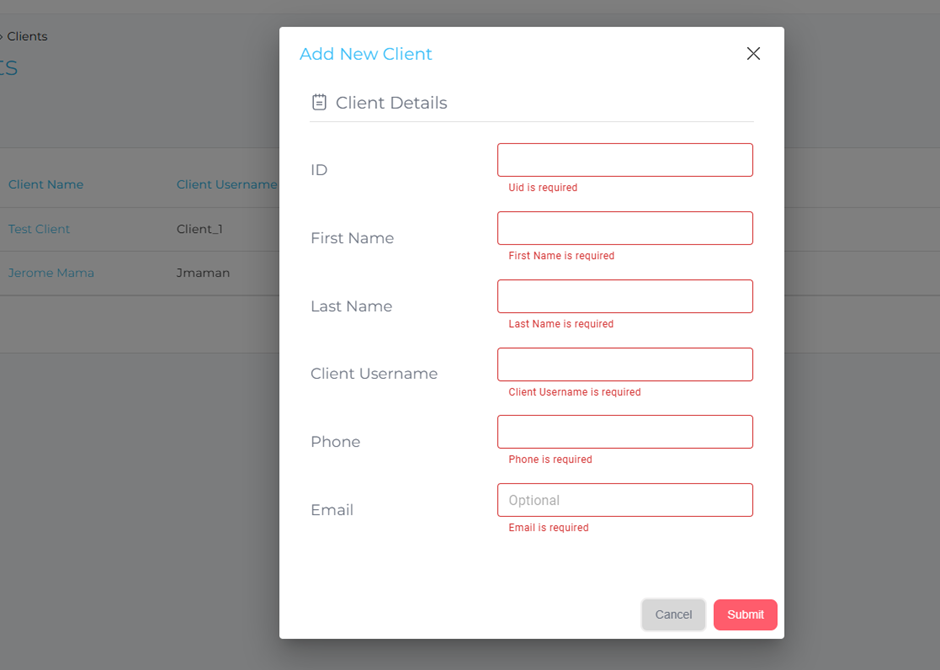 › Clients
ts
Client Name Client Username
Test Client Client_1
Jerome Mama Jmaman
Add New Client
Client Details
ID
Uid is required
First Name
First Name is required
Last Name
Last Name is required
Client Username
Client Username is required
Phone
Phone is required
Email
Optional
Email is required
Cancel Submit